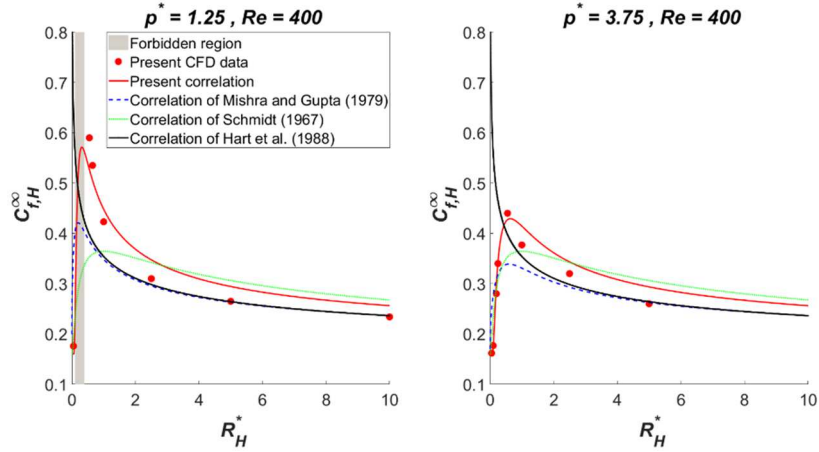 p* = 1.25 , Re = 400
0.8
0.7
0.6
0.5
0.4
0.3
0.2
0.1
C∞f,H
Forbidden region
Present CFD data
Present correlation
Correlation of Mishra and Gupta (1979)
Correlation of Schmidt (1967)
Correlation of Hart et al. (1988)
0 2 4 6 8 10
R*H
p* = 3.75 , Re = 400
0.8
0.7
0.6
0.5
0.4
0.3
0.2
0.1
C∞f,H
0 2 4 6 8 10
R*H